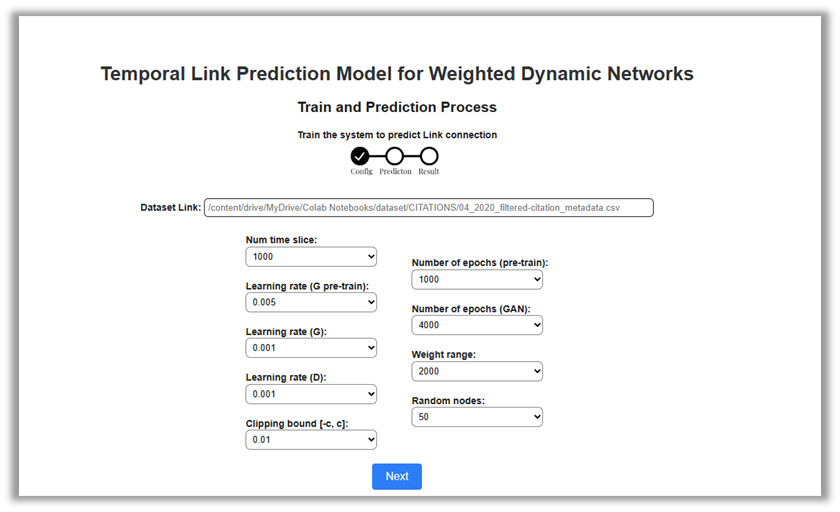 Temporal Link Prediction Model for Weighted Dynamic Networks
Train and Prediction Process
Train the system to predict Link connection
Config Predicton Result
Dataset Link: /content/drive/MyDrive/Colab Notebooks/dataset/CITATIONS/04_2020_filtered-citation_metadata.csv
Num time slice:
1000
Learning rate (G pre-train):
0.005
Learning rate (G):
0.001
Learning rate (D):
0.001
Clipping bound [-c, c]:
0.01
Number of epochs (pre-train):
1000
Number of epochs (GAN):
4000
Weight range:
2000
Random nodes:
50
Next